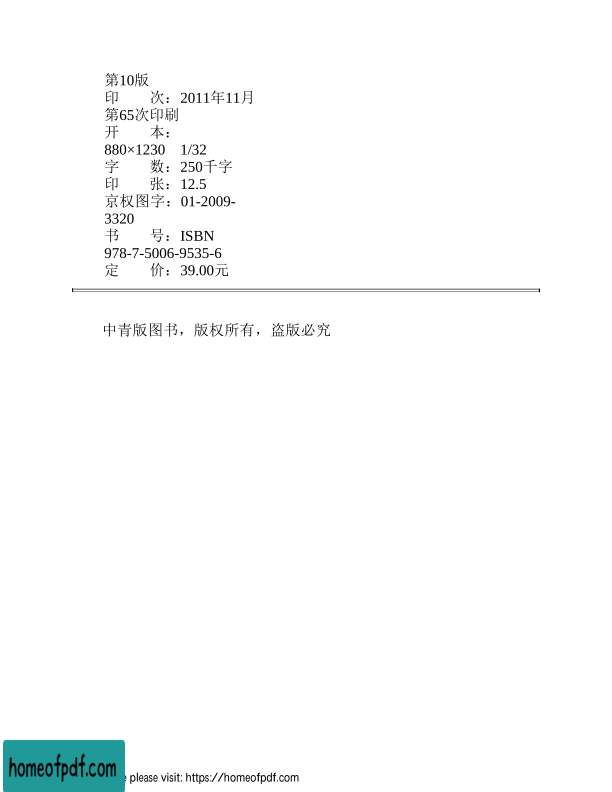 第10版
印　　次：2011年11月
第65次印刷
开　　本：
880×1230　1/32
字　　数：250千字
印　　张：12.5
京权图字：01-2009-
3320
书　　号：ISBN
978-7-5006-9535-6
定　　价：39.00元
中青版图书，版权所有，盗版必究
homeofpdf.com
please visit: https://homeofpdf.com